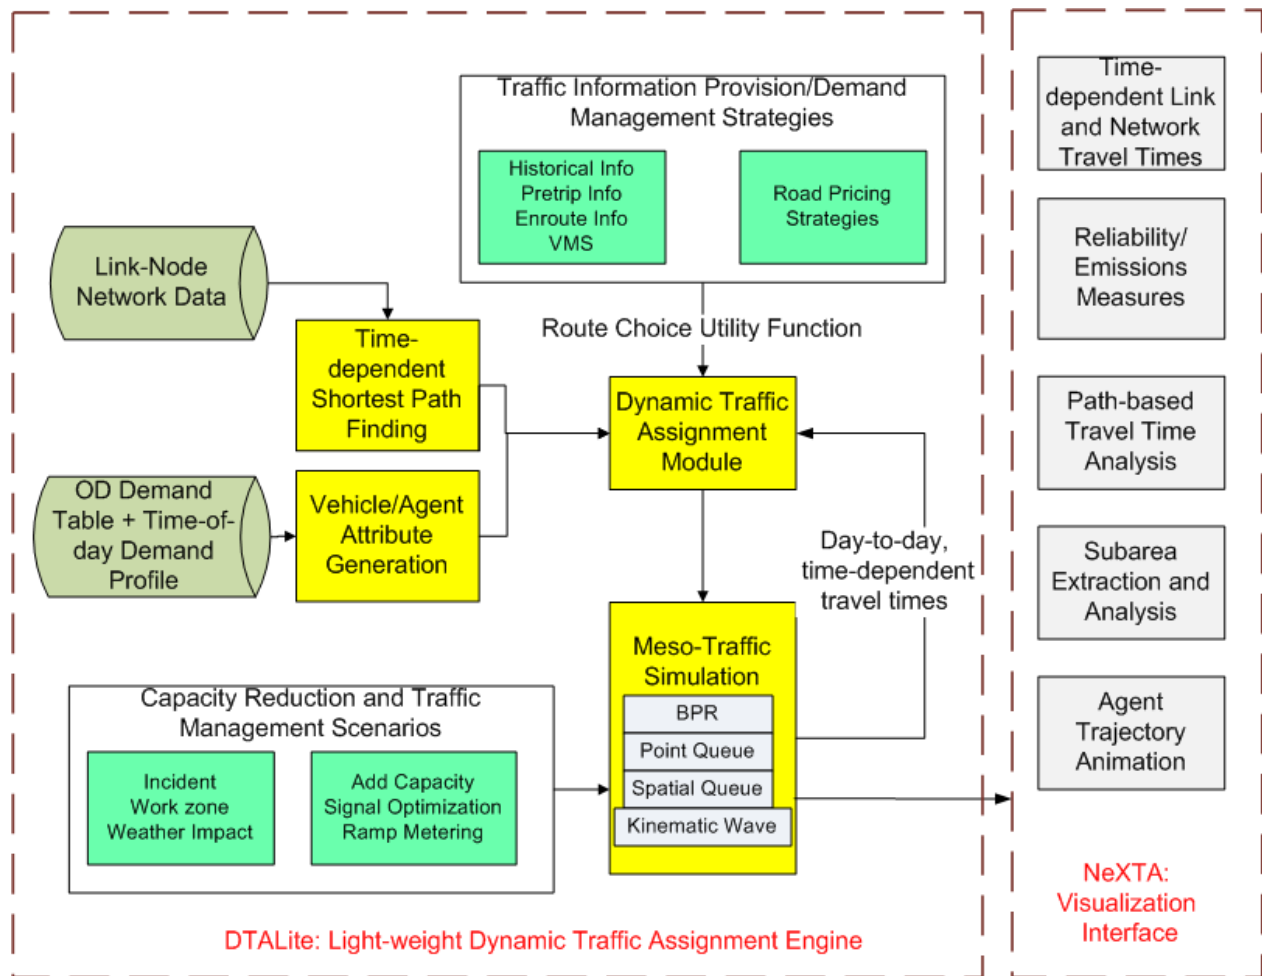 Traffic Information Provision/Demand
Management Strategies
Historical Info
Pretrip Info
Enroute Info
VMS
Road Pricing
Strategies
Link-Node
Network Data
Route Choice Utility Function
Time-
dependent
Shortest Path
Finding
Dynamic Traffic
Assignment
Module
OD Demand
Table + Time-of-
day Demand
Profile
Vehicle/Agent
Attribute
Generation
Day-to-day,
time-dependent
travel times
Meso-Traffic
Simulation
BPR
Point Queue
Spatial Queue
Kinematic Wave
Capacity Reduction and Traffic
Management Scenarios
Incident
Work zone
Weather Impact
Add Capacity
Signal Optimization
Ramp Metering
DTALite: Light-weight Dynamic Traffic Assignment Engine
Time-
dependent Link
and Network
Travel Times
Reliability/
Emissions
Measures
Path-based
Travel Time
Analysis
Subarea
Extraction and
Analysis
Agent
Trajectory
Animation
NeXTA:
Visualization
Interface